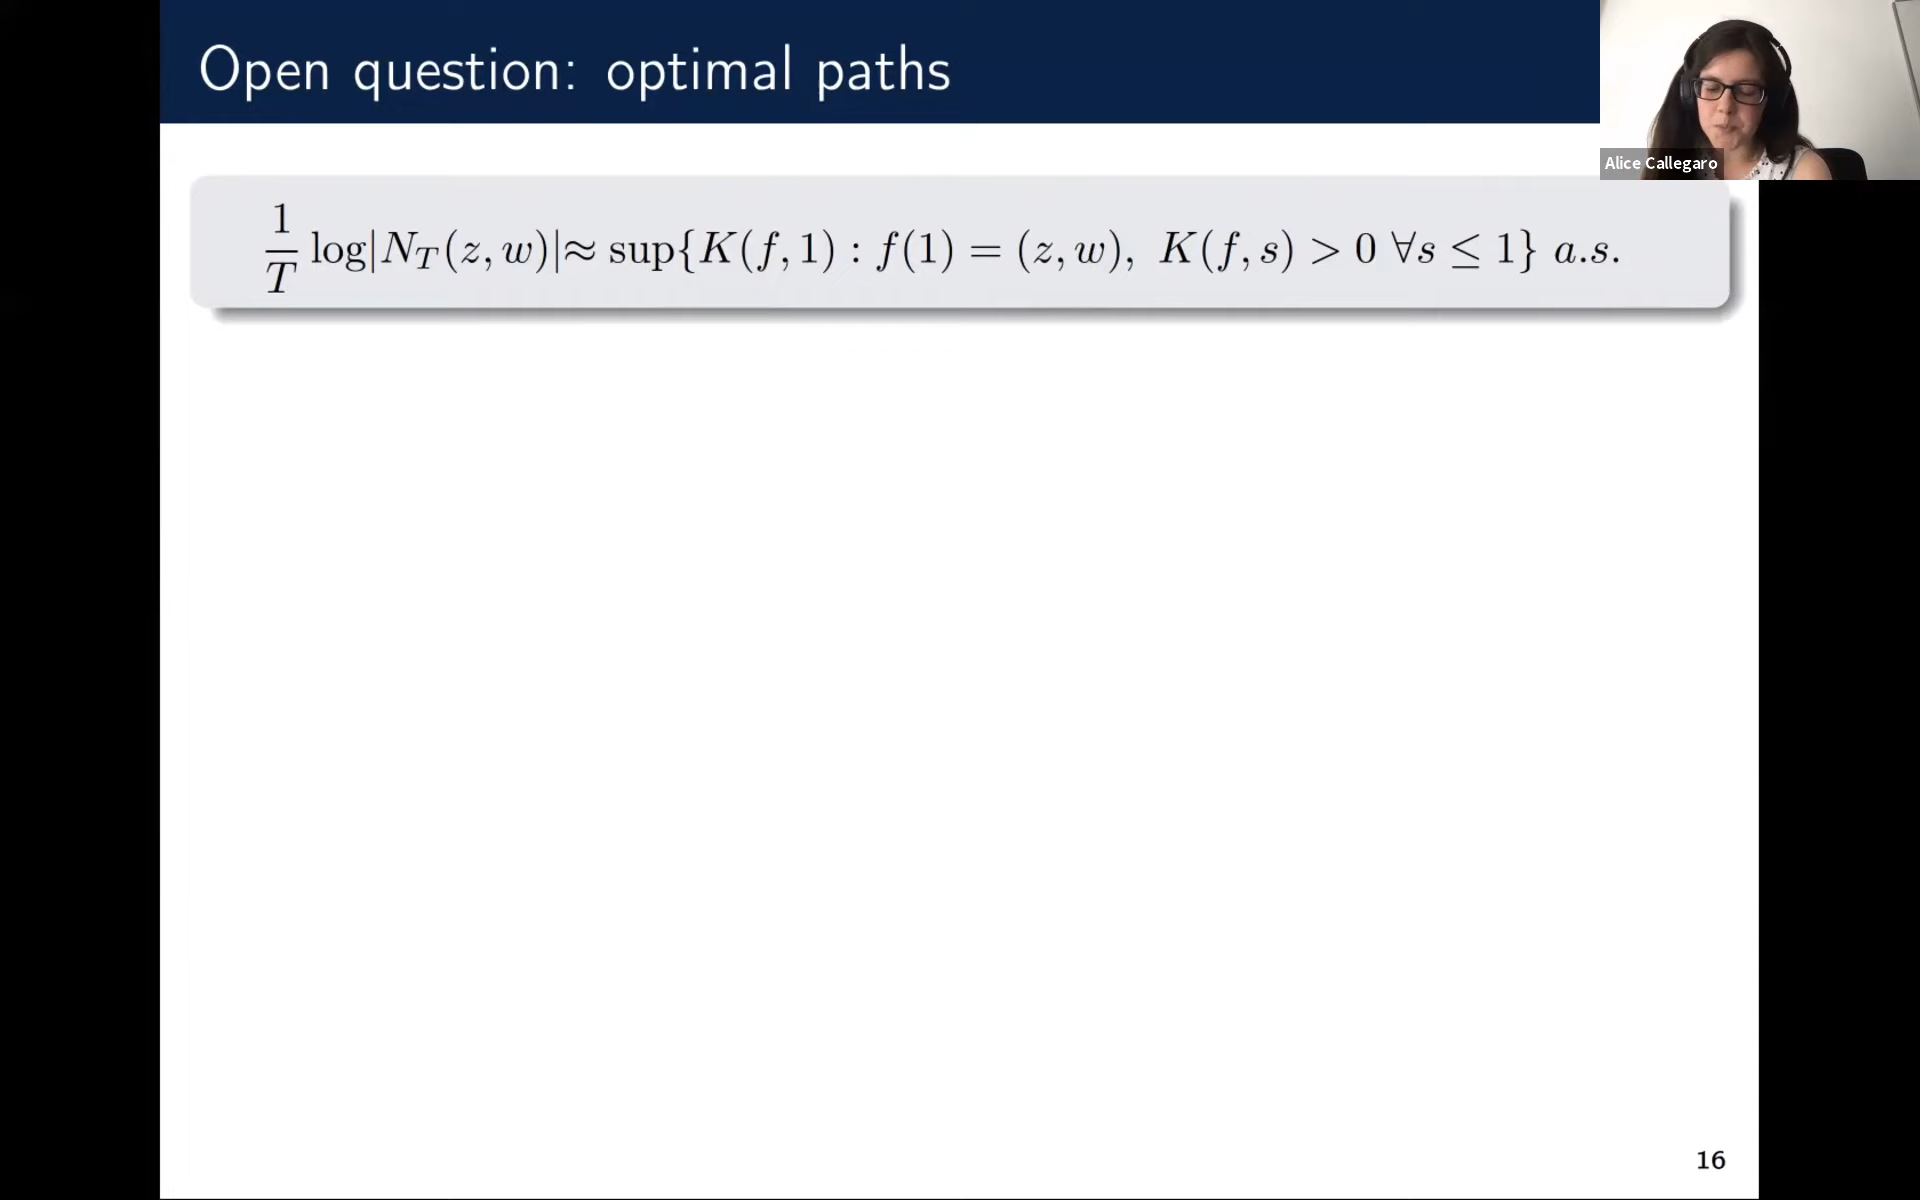 Open question: optimal paths
Alice Callegaro
1/T log|N_T(z, w)|≈ sup{K(f, 1) : f(1) = (z, w), K(f, s) > 0 ∀s ≤ 1} a.s.
16